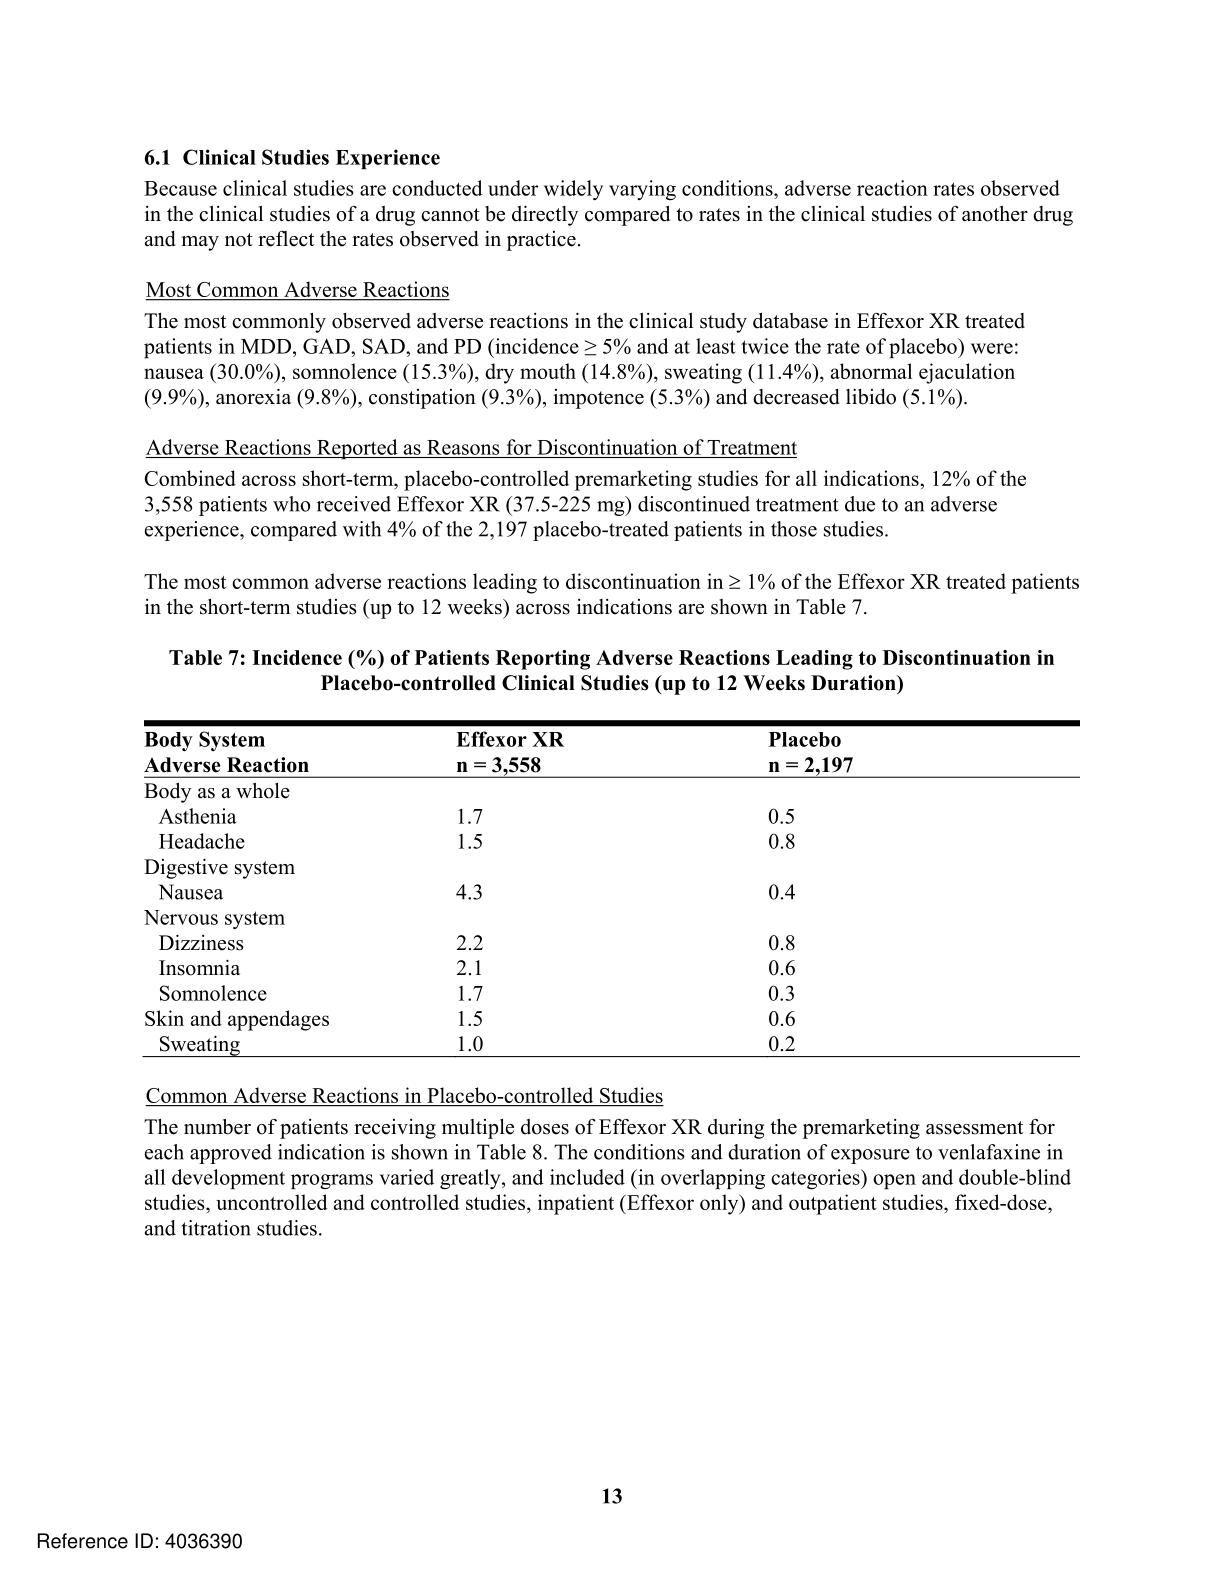 6.1 Clinical Studies Experience
Because clinical studies are conducted under widely varying conditions, adverse reaction rates observed
in the clinical studies of a drug cannot be directly compared to rates in the clinical studies of another drug
and may not reflect the rates observed in practice.
Most Common Adverse Reactions
The most commonly observed adverse reactions in the clinical study database in Effexor XR treated
patients in MDD, GAD, SAD, and PD (incidence ≥ 5% and at least twice the rate of placebo) were:
nausea (30.0%), somnolence (15.3%), dry mouth (14.8%), sweating (11.4%), abnormal ejaculation
(9.9%), anorexia (9.8%), constipation (9.3%), impotence (5.3%) and decreased libido (5.1%).
Adverse Reactions Reported as Reasons for Discontinuation of Treatment
Combined across short-term, placebo-controlled premarketing studies for all indications, 12% of the
3,558 patients who received Effexor XR (37.5-225 mg) discontinued treatment due to an adverse
experience, compared with 4% of the 2,197 placebo-treated patients in those studies.
The most common adverse reactions leading to discontinuation in ≥ 1% of the Effexor XR treated patients
in the short-term studies (up to 12 weeks) across indications are shown in Table 7.
Table 7: Incidence (%) of Patients Reporting Adverse Reactions Leading to Discontinuation in
Placebo-controlled Clinical Studies (up to 12 Weeks Duration)
Body System Effexor XR Placebo
Adverse Reaction n = 3,558 n = 2,197
Body as a whole
Asthenia 1.7 0.5
Headache 1.5 0.8
Digestive system
Nausea 4.3 0.4
Nervous system
Dizziness 2.2 0.8
Insomnia 2.1 0.6
Somnolence 1.7 0.3
Skin and appendages 1.5 0.6
Sweating 1.0 0.2
Common Adverse Reactions in Placebo-controlled Studies
The number of patients receiving multiple doses of Effexor XR during the premarketing assessment for
each approved indication is shown in Table 8. The conditions and duration of exposure to venlafaxine in
all development programs varied greatly, and included (in overlapping categories) open and double-blind
studies, uncontrolled and controlled studies, inpatient (Effexor only) and outpatient studies, fixed-dose,
and titration studies.
13
Reference ID: 4036390